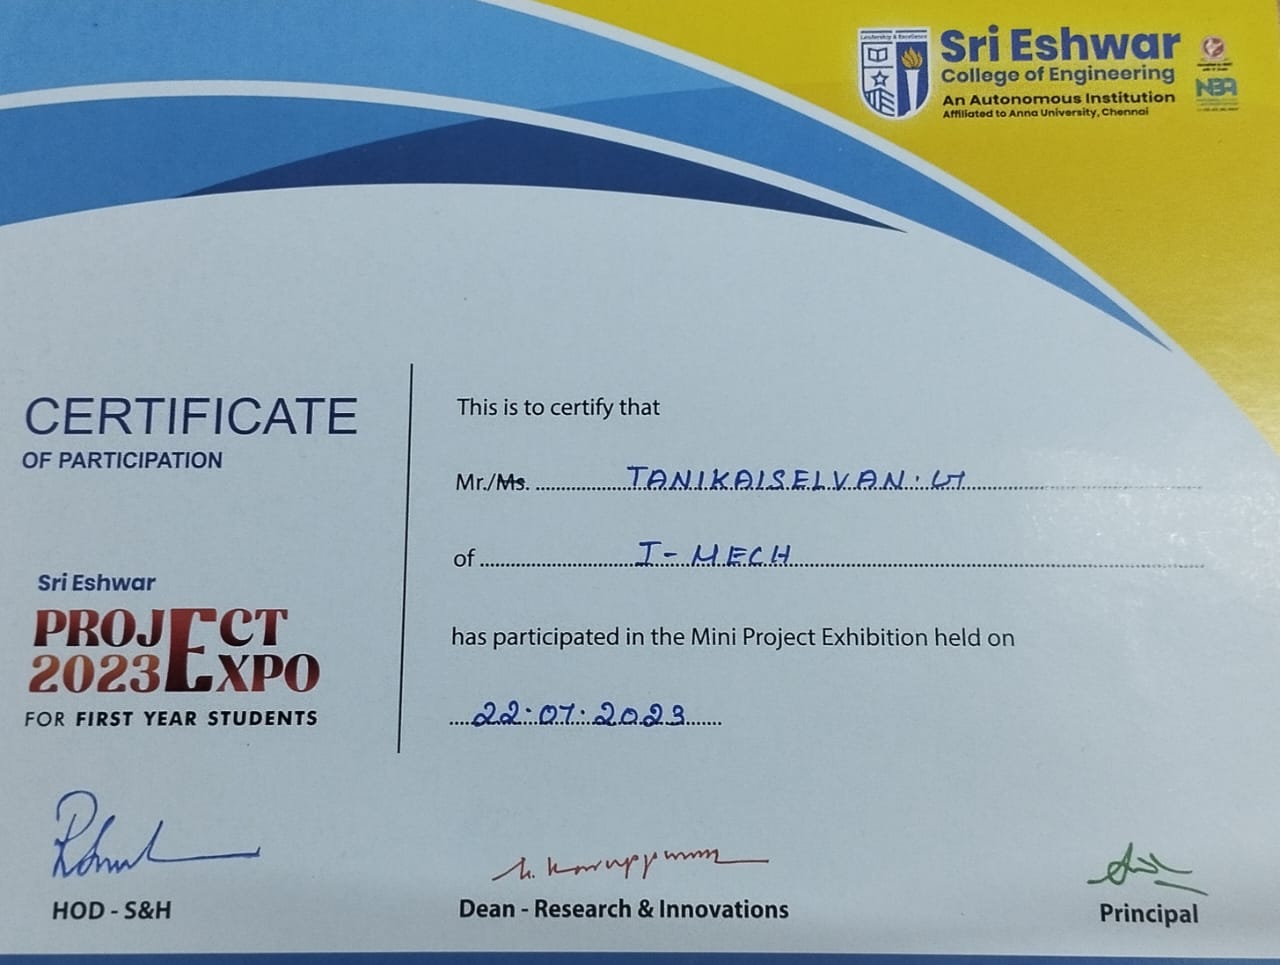 Leadership & Excellence
Sri Eshwar
College of Engineering
An Autonomous Institution
Affiliated to Anna University, Chennai
NBA
CERTIFICATE
OF PARTICIPATION
Sri Eshwar
PROJECT
2023 EXPO
FOR FIRST YEAR STUDENTS
This is to certify that
Mr./Ms. TANIKAISELVAN.
of I-MECH
has participated in the Mini Project Exhibition held on
22.07.2023
HOD - S&H
Dean - Research & Innovations
Principal